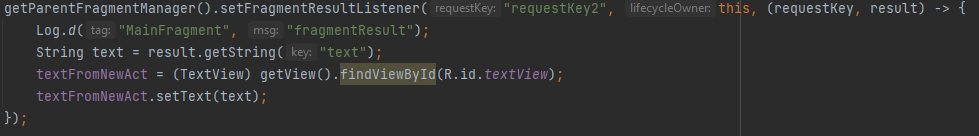 getParentFragmentManager().setFragmentResultListener( requestKey: "requestKey2", lifecycleOwner: this, (requestKey, result) -> {
    Log.d( tag: "MainFragment", msg: "fragmentResult");
    String text = result.getString( key: "text");
    textFromNewAct = (TextView) getView().findViewById(R.id.textView);
    textFromNewAct.setText(text);
});